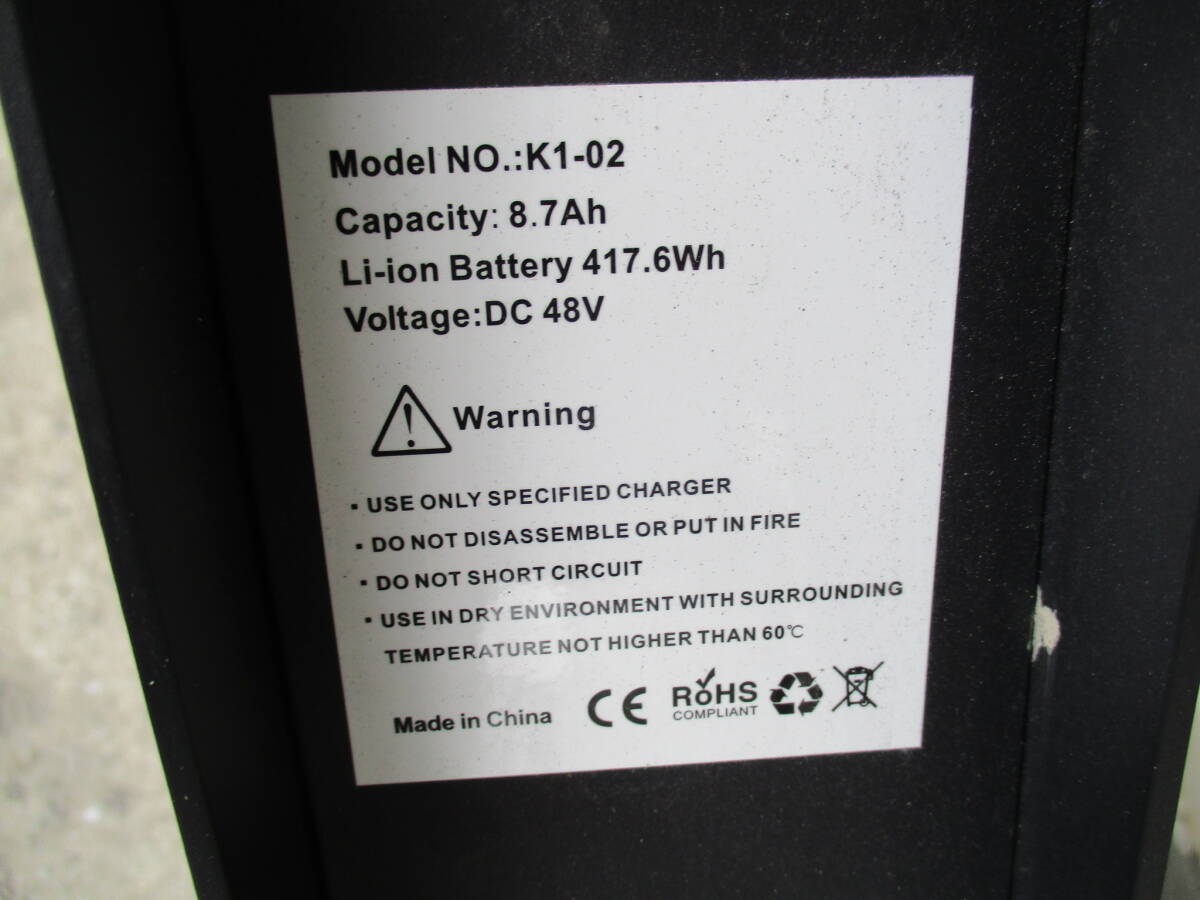 Model NO.:K1-02
Capacity: 8.7Ah
Li-ion Battery 417.6Wh
Voltage:DC 48V
Warning
▪ USE ONLY SPECIFIED CHARGER
▪ DO NOT DISASSEMBLE OR PUT IN FIRE
▪ DO NOT SHORT CIRCUIT
▪ USE IN DRY ENVIRONMENT WITH SURROUNDING
TEMPERATURE NOT HIGHER THAN 60℃
Made in China CE RoHS
COMPLIANT